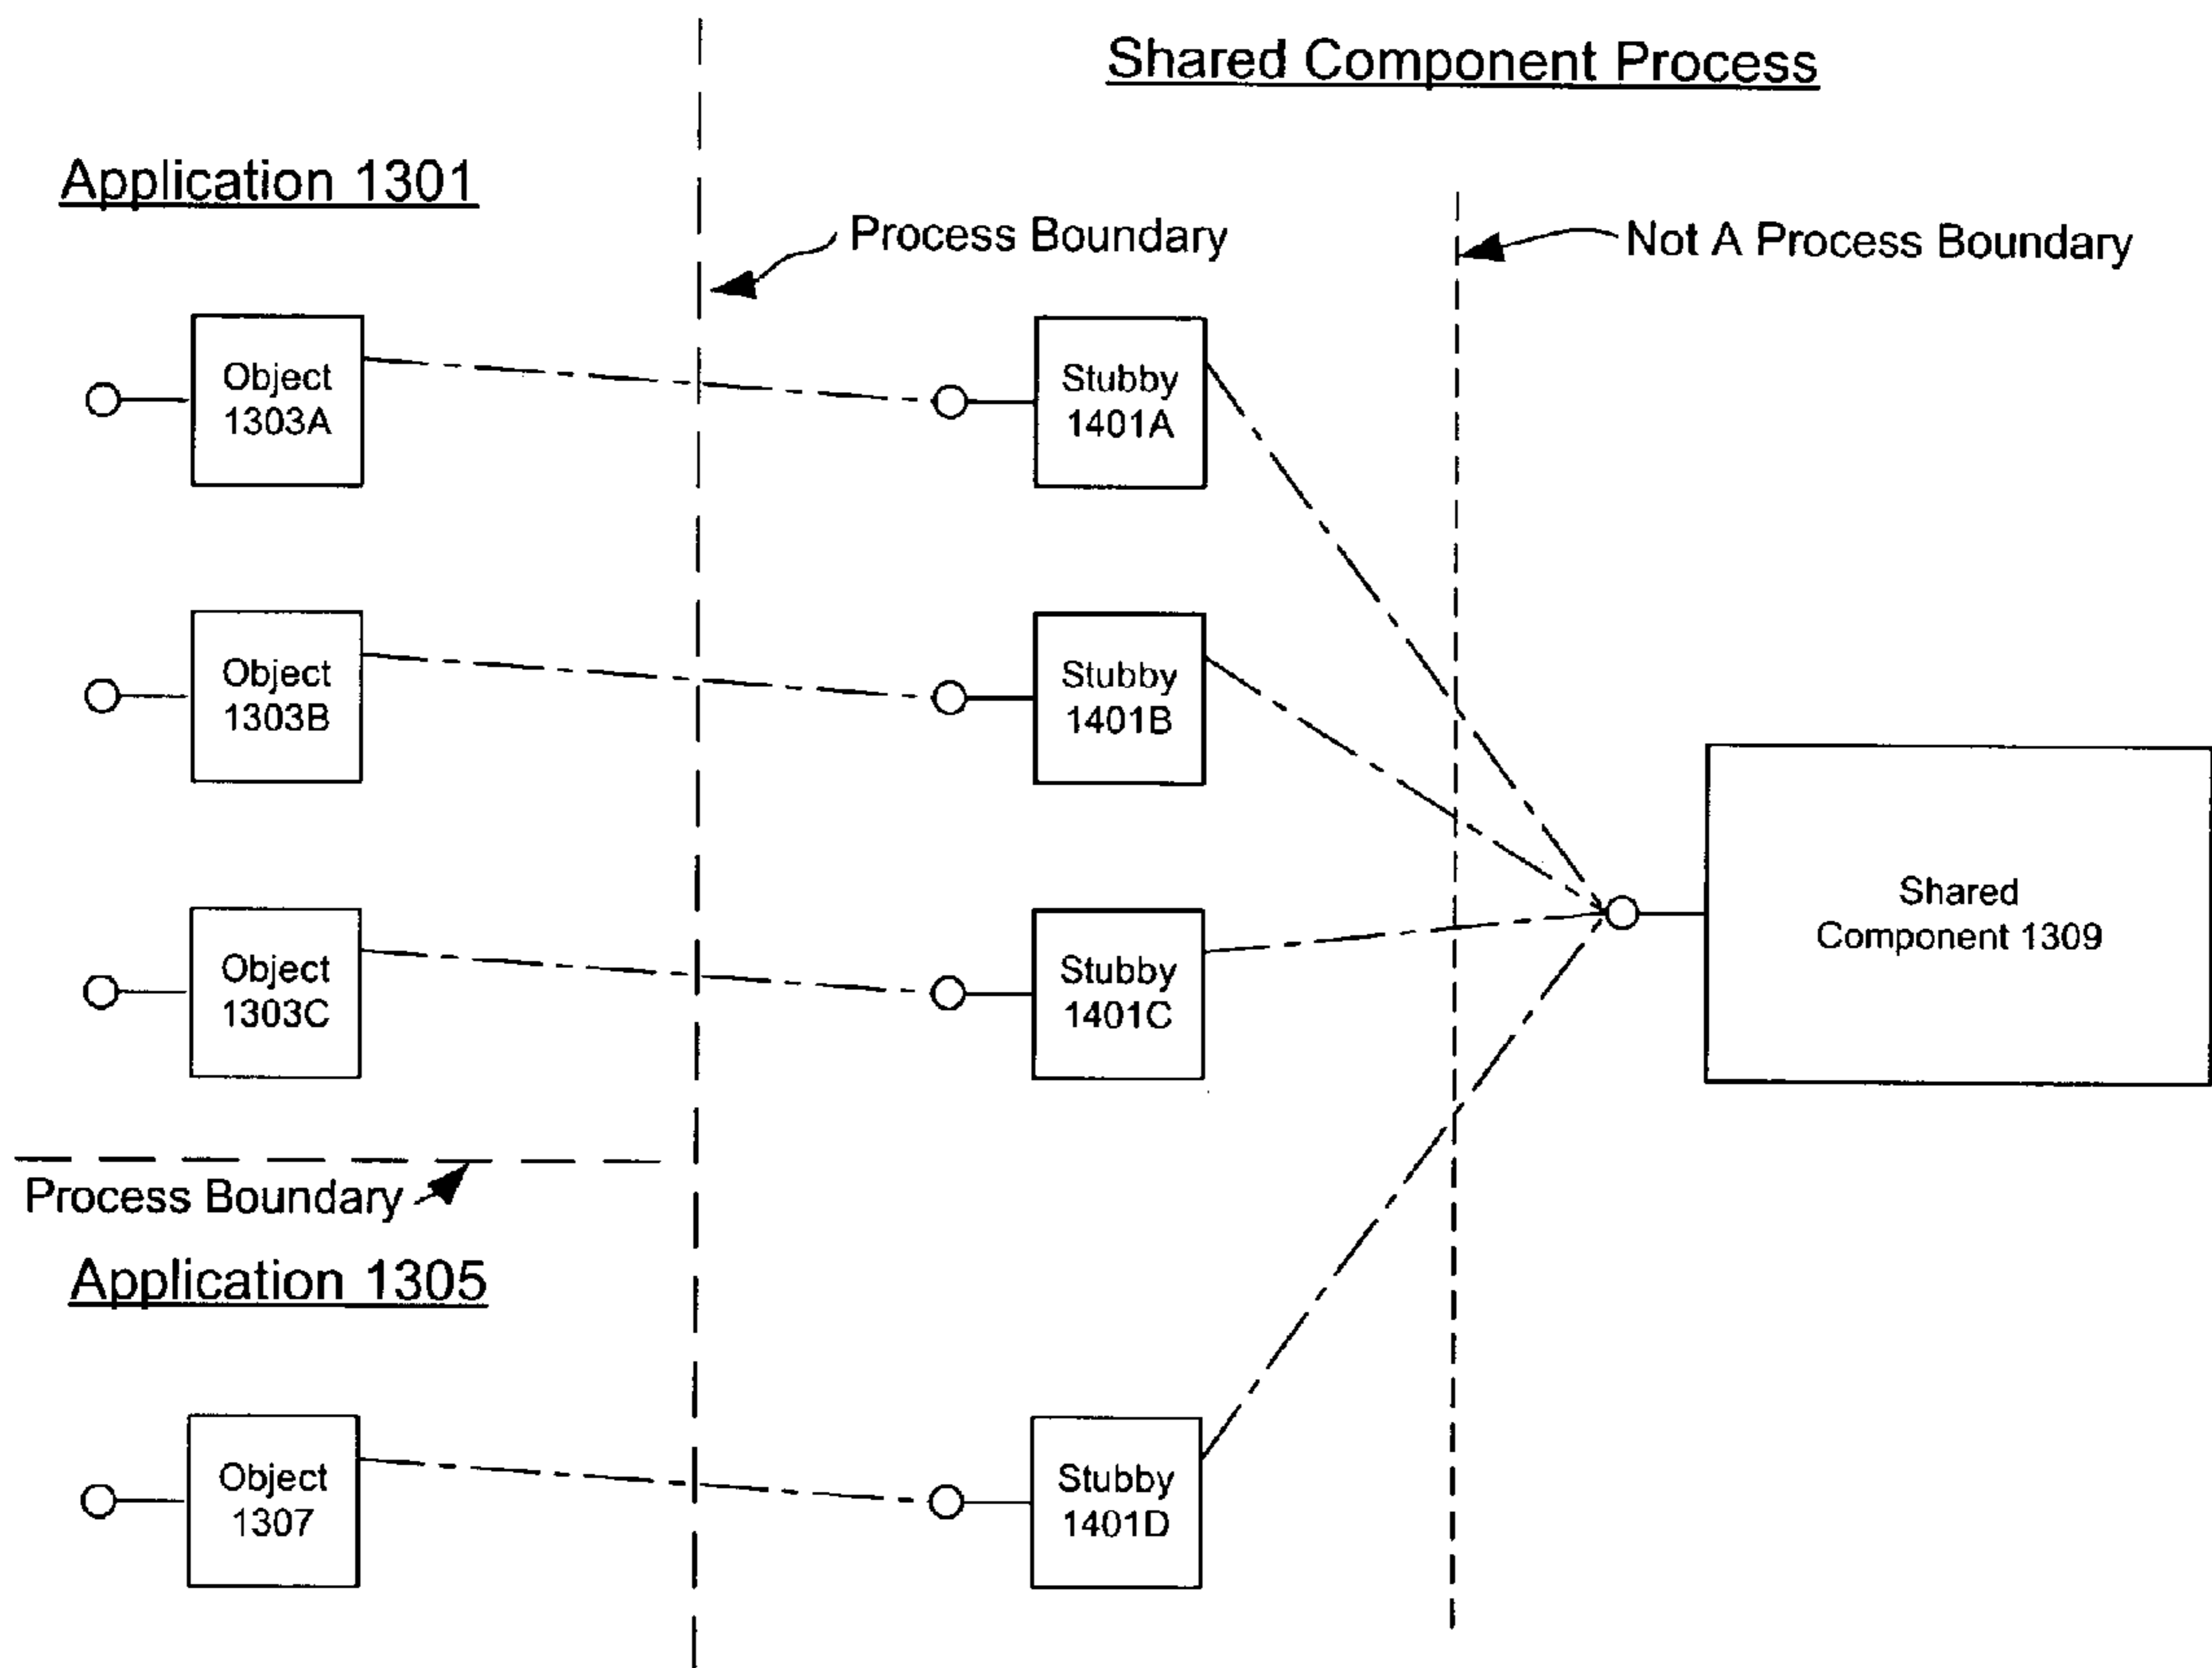 Shared Component Process
Application 1301
Process Boundary
Not A Process Boundary
Object
1303A
Stubby
1401A
Object
1303B
Stubby
1401B
Object
1303C
Stubby
1401C
Shared
Component 1309
Process Boundary
Application 1305
Object
1307
Stubby
1401D